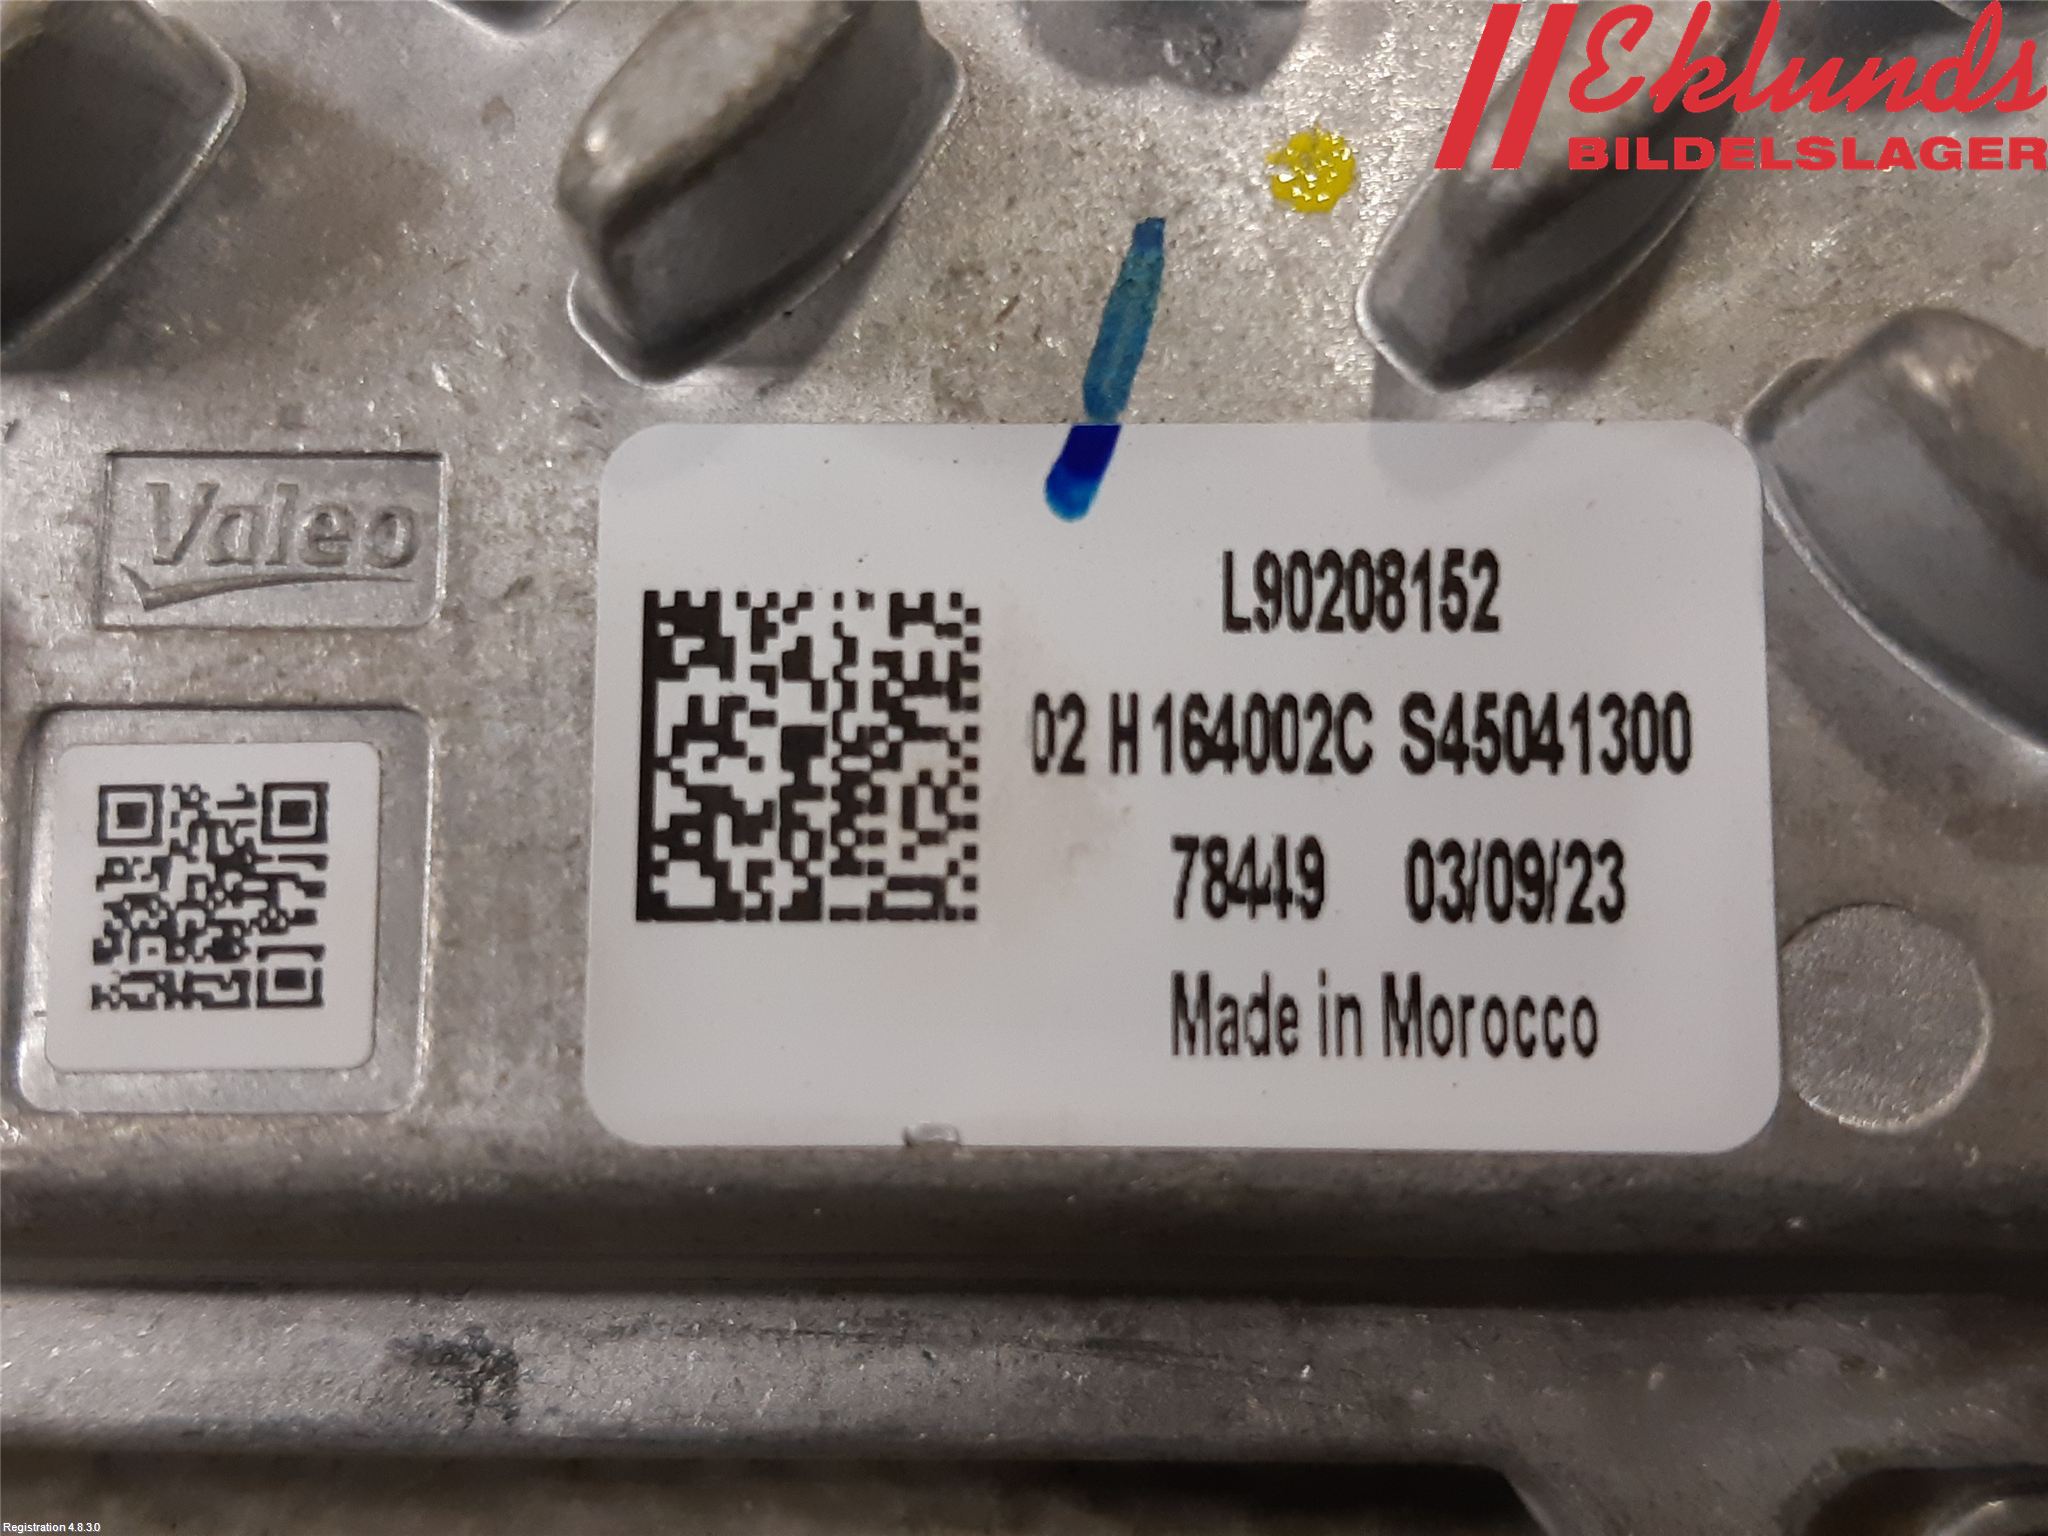 Eklunds
BILDELSLAGER
Valeo
L90208152
02 H164002C S45041300
78449 03/09/23
Made in Morocco
Registration 4.8.3.0